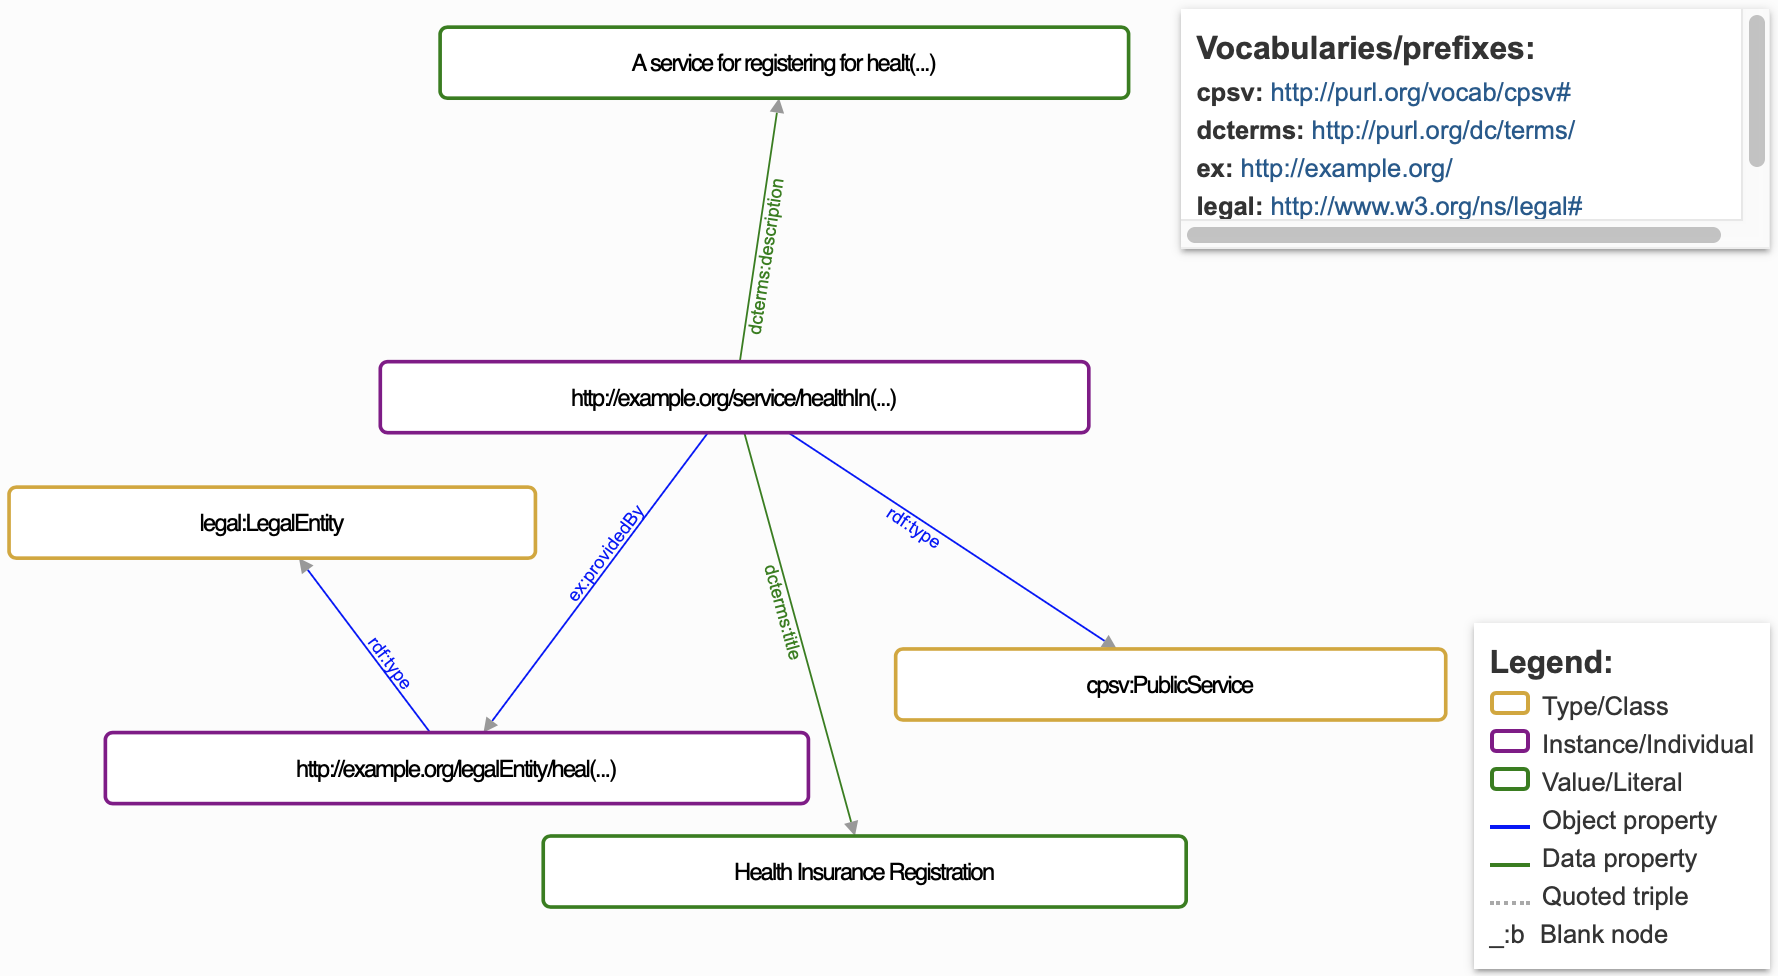 A service for registering for healt(...)
Vocabularies/prefixes:
cpsv: http://purl.org/vocab/cpsv#
dcterms: http://purl.org/dc/terms/
ex: http://example.org/
legal: http://www.w3.org/ns/legal#
dcterms:description
http://example.org/service/healthIn(...)
legal:LegalEntity
ex:providedBy
rdf:type
dcterms:title
rdf:type
cpsv:PublicService
http://example.org/legalEntity/heal(...)
Health Insurance Registration
Legend:
Type/Class
Instance/Individual
Value/Literal
Object property
Data property
Quoted triple
_:b Blank node